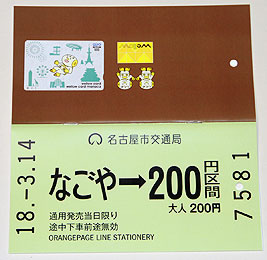 名古屋市交通局
18.-3.14
なごや→200円区間
大人 200円
7581
通用発売当日限り
途中下車前途無効
ORANGEPAGE LINE STATIONERY